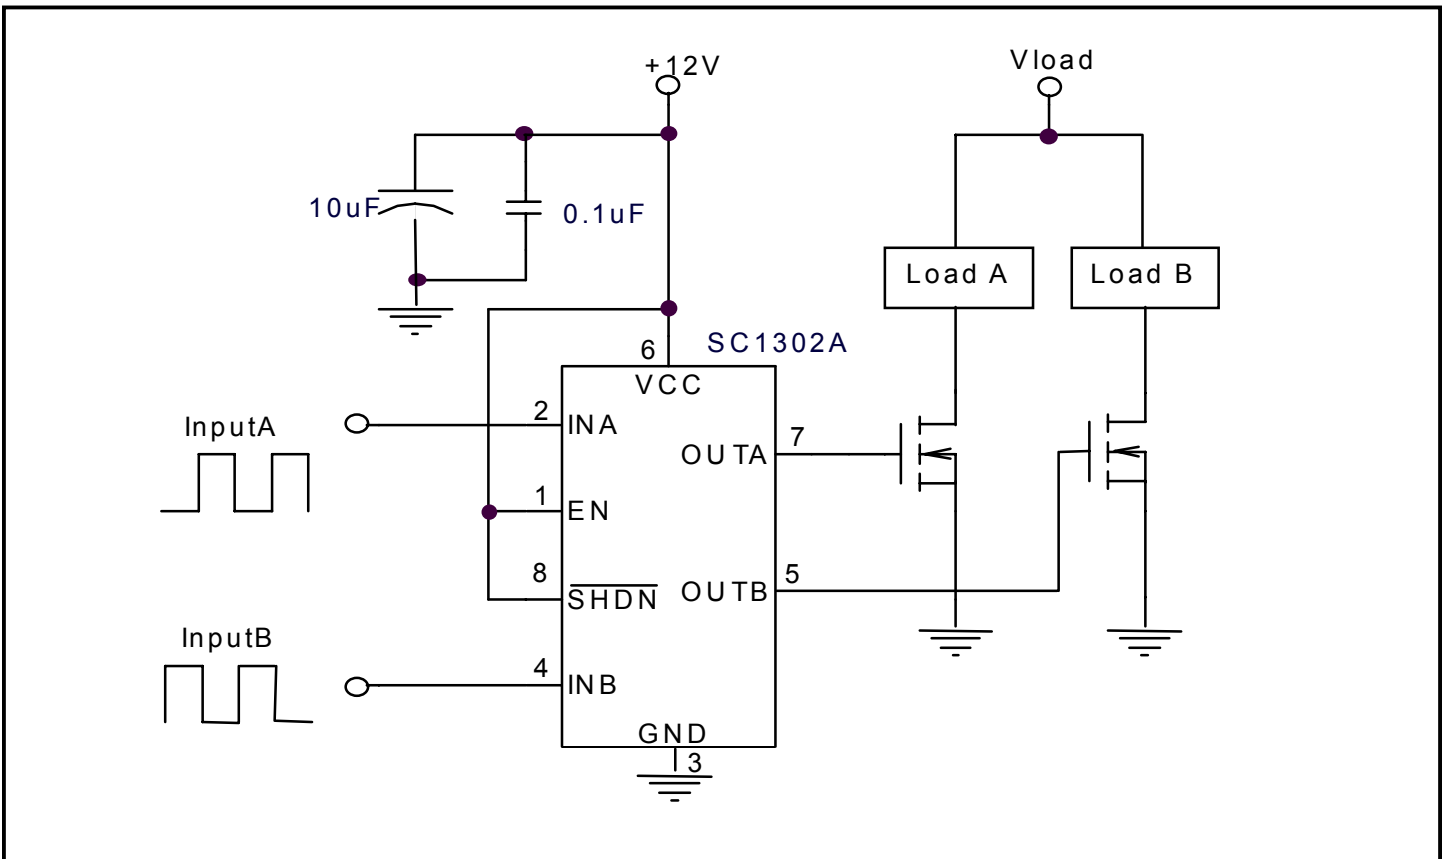 +12V
Vload
10uF
0.1uF
Load A
Load B
SC1302A
6
VCC
InputA
2
INA
7
OUTA
1
EN
8
SHDN
5
OUTB
InputB
4
INB
GND
3